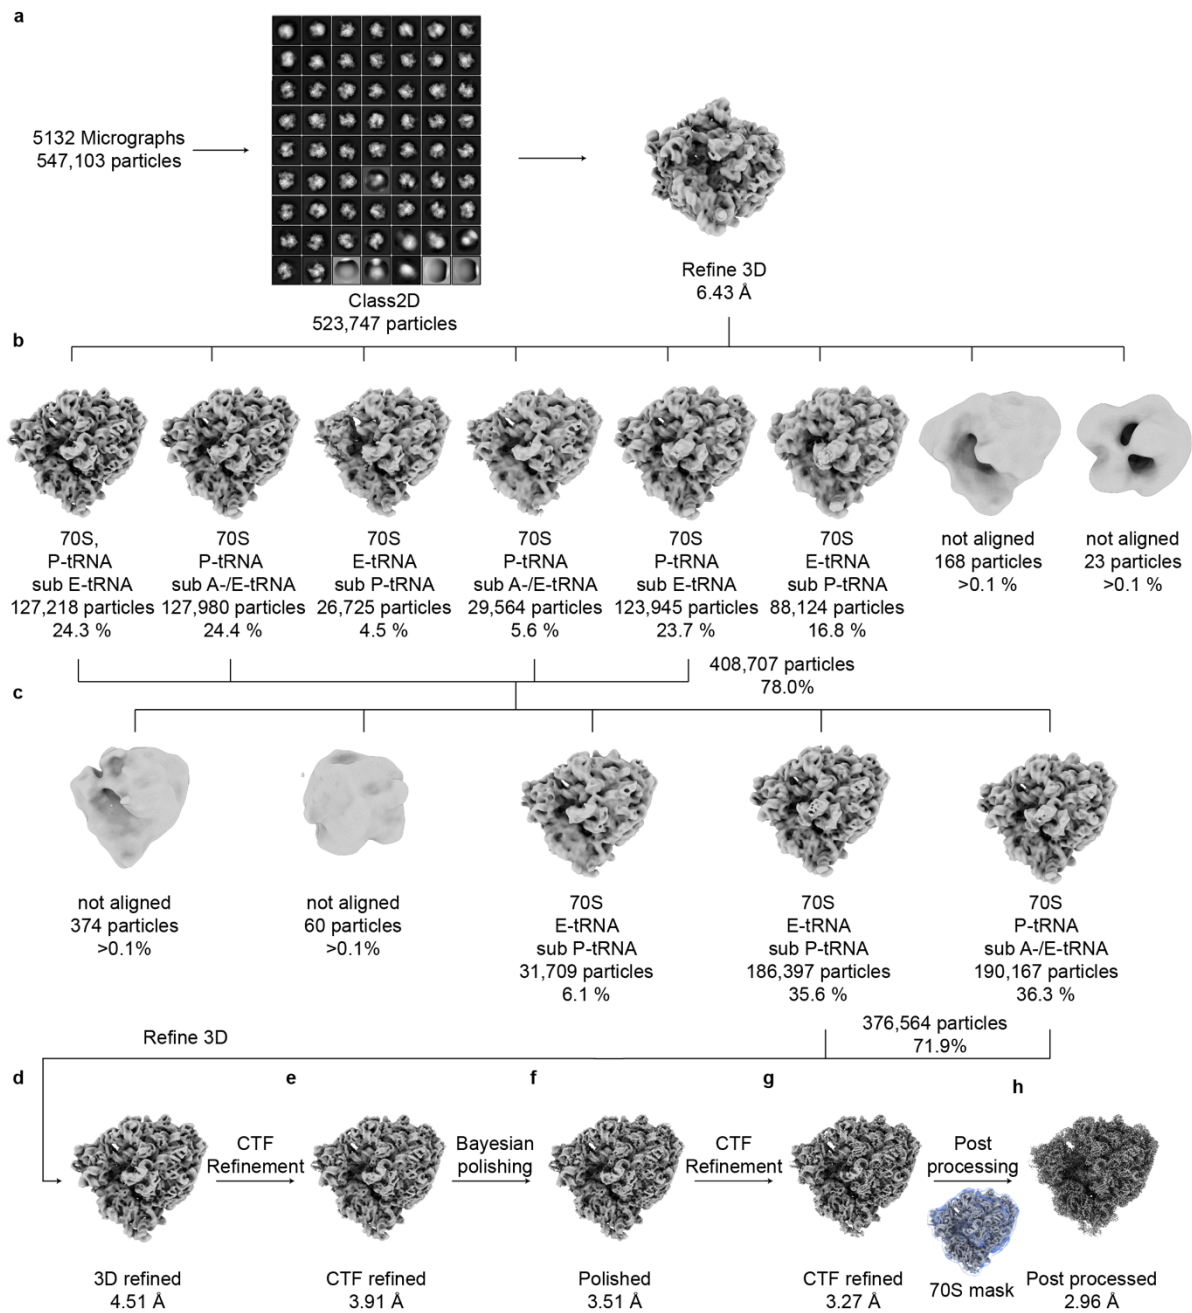 a
5132 Micrographs
547,103 particles
Class2D
523,747 particles
Refine 3D
6.43 Å
b
70S,
P-tRNA
sub E-tRNA
127,218 particles
24.3 %
70S
P-tRNA
sub A-/E-tRNA
127,980 particles
24.4 %
70S
E-tRNA
sub P-tRNA
26,725 particles
4.5 %
70S
P-tRNA
sub A-/E-tRNA
29,564 particles
5.6 %
70S
P-tRNA
sub E-tRNA
123,945 particles
23.7 %
70S
E-tRNA
sub P-tRNA
88,124 particles
16.8 %
not aligned
168 particles
>0.1 %
not aligned
23 particles
>0.1 %
408,707 particles
78.0%
c
not aligned
374 particles
>0.1%
not aligned
60 particles
>0.1%
70S
E-tRNA
sub P-tRNA
31,709 particles
6.1 %
70S
E-tRNA
sub P-tRNA
186,397 particles
35.6 %
70S
P-tRNA
sub A-/E-tRNA
190,167 particles
36.3 %
376,564 particles
71.9%
Refine 3D
d
3D refined
4.51 Å
CTF
Refinement
e
CTF refined
3.91 Å
Bayesian
polishing
f
Polished
3.51 Å
CTF
Refinement
g
CTF refined
3.27 Å
Post
processing
70S mask
h
Post processed
2.96 Å